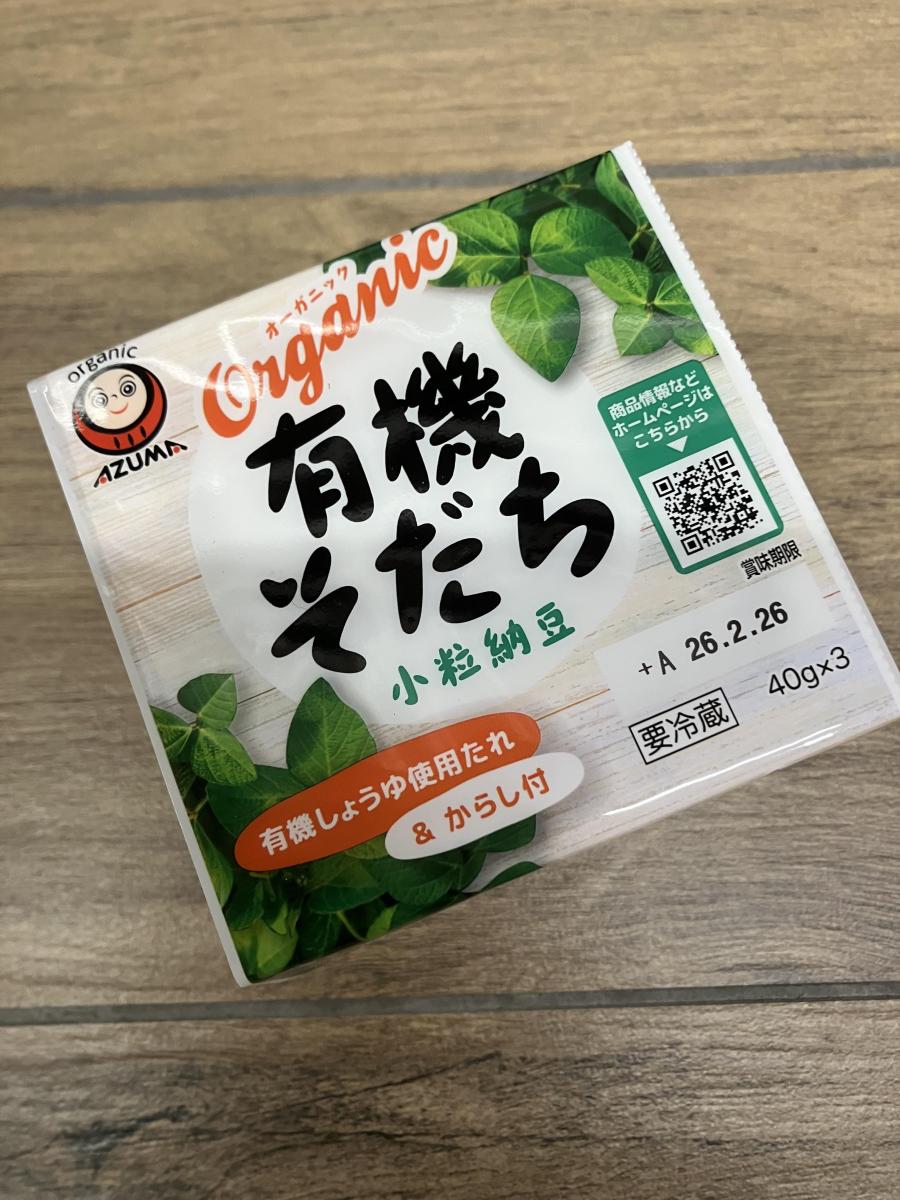 organic
AZUMA
オーガニック
Organic
有機
そだち
小粒納豆
商品情報など
ホームページは
こちらから
賞味期限
+A 26.2.26
40g×3
要冷蔵
有機しょうゆ使用たれ
& からし付